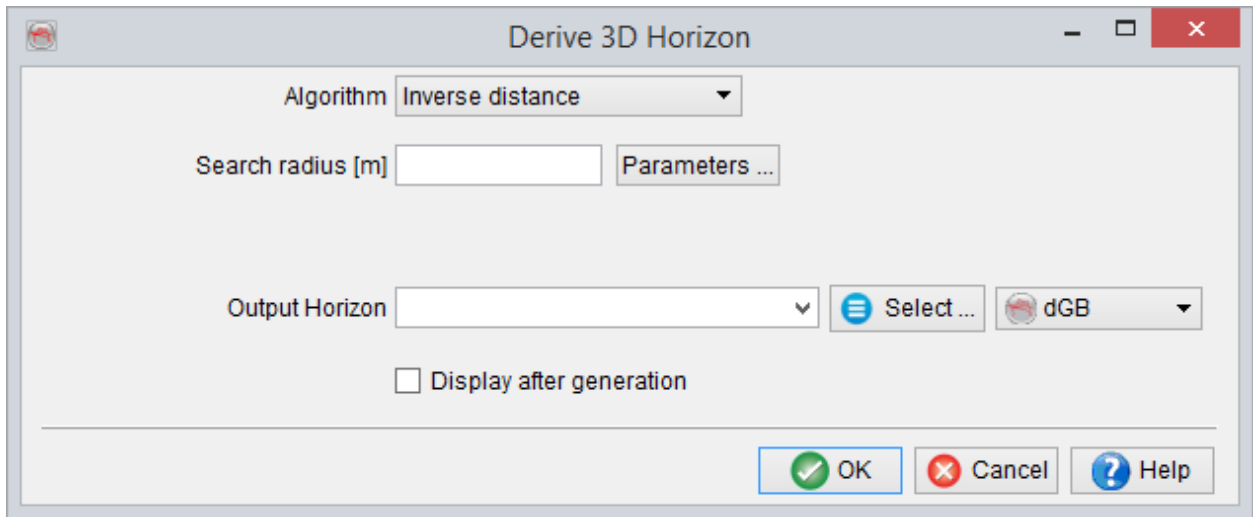 Derive 3D Horizon
Algorithm Inverse distance
Search radius [m] Parameters ...
Output Horizon Select ... dGB
Display after generation
OK Cancel Help